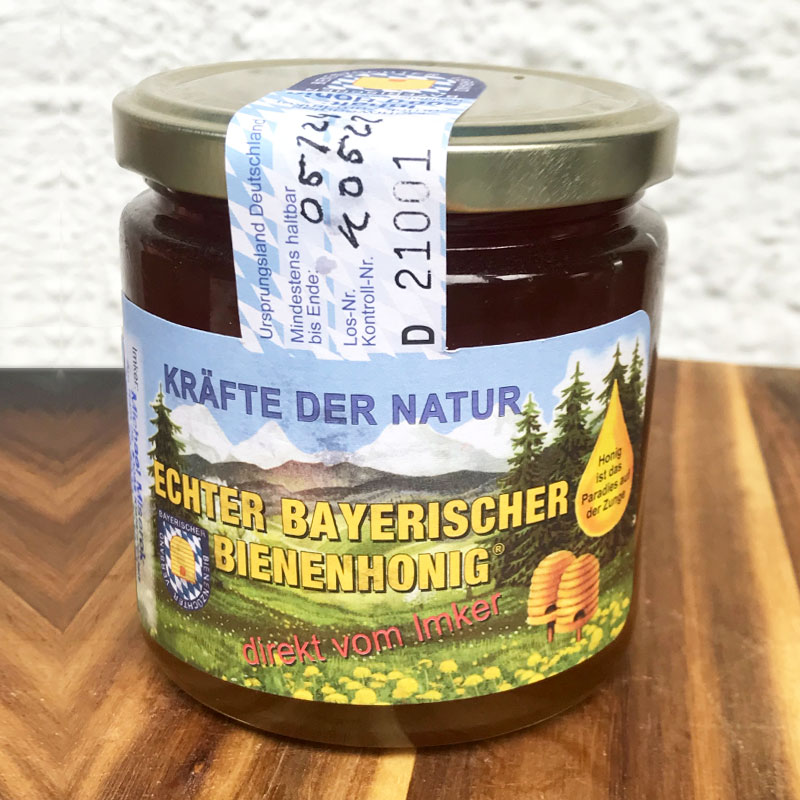 Ursprungsland Deutschland
Mindestens haltbar
bis Ende:
05/24
Los-Nr.
Kontroll-Nr.
D 21001
KRÄFTE DER NATUR
Honig
ist das
Paradies auf
der Zunge
ECHTER BAYERISCHER
BIENENHONIG®
direkt vom Imker
BAYERISCHER
Imker: